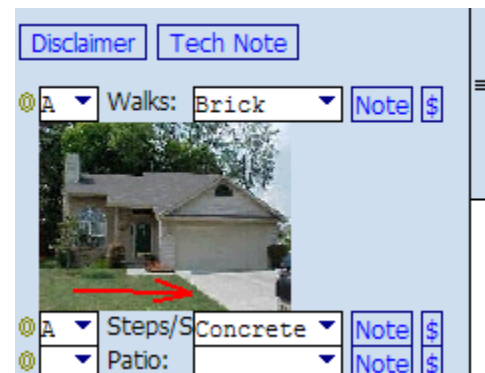 Disclaimer Tech Note
A Walks: Brick Note $
A Steps/S Concrete Note $
Patio: Note $